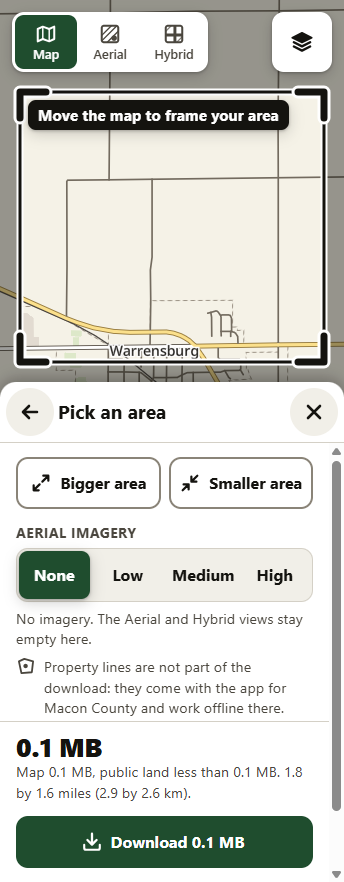 Map
Aerial
Hybrid
Move the map to frame your area
Warrensburg
Pick an area
Bigger area
Smaller area
AERIAL IMAGERY
None
Low
Medium
High
No imagery. The Aerial and Hybrid views stay
empty here.
Property lines are not part of the
download: they come with the app for
Macon County and work offline there.
0.1 MB
Map 0.1 MB, public land less than 0.1 MB. 1.8
by 1.6 miles (2.9 by 2.6 km).
Download 0.1 MB